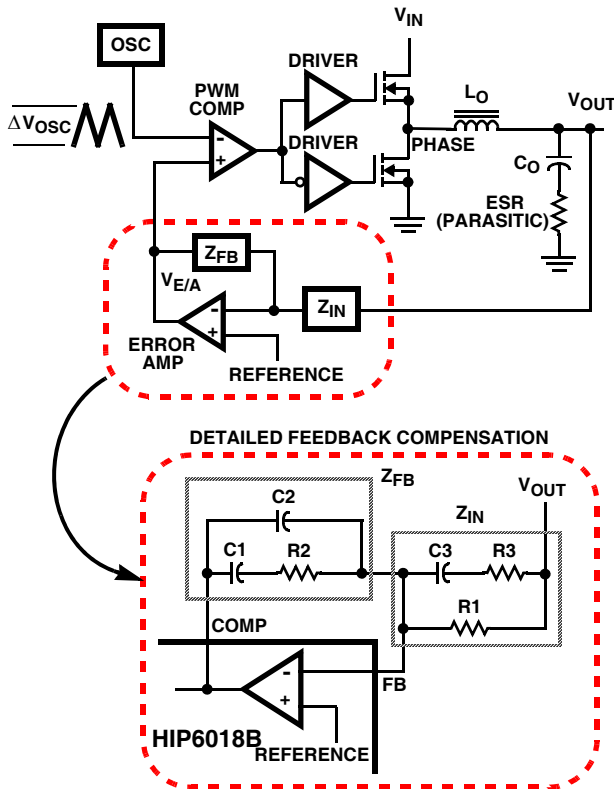 V_IN
OSC
DRIVER
PWM
COMP
L_O
V_OUT
ΔV_OSC
-
+
DRIVER
PHASE
C_O
ESR
(PARASITIC)
Z_FB
V_E/A
Z_IN
-
+
ERROR
AMP
REFERENCE
DETAILED FEEDBACK COMPENSATION
Z_FB
V_OUT
C2
Z_IN
C1
R2
C3
R3
R1
COMP
-
+
FB
HIP6018B
REFERENCE